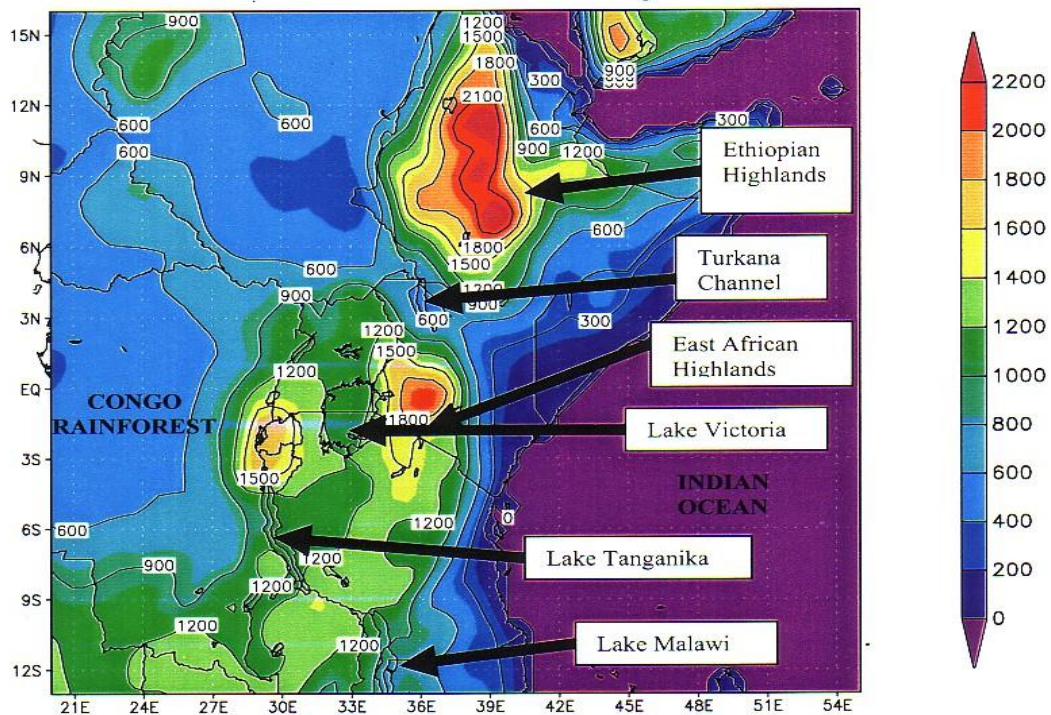 15N
12N
9N
6N
3N
EQ
3S
6S
9S
12S
21E
24E
27E
30E
33E
36E
39E
42E
45E
48E
51E
54E
900
600
600
600
600
900
1200
1500
1800
2100
300
600
900
1200
900
300
300
600
1800
1500
1200
900
600
300
1200
1500
1200
1800
1500
1200
0
600
900
1200
1200
1200
1200
Ethiopian
Highlands
Turkana
Channel
East African
Highlands
CONGO
RAINFOREST
Lake Victoria
INDIAN
OCEAN
Lake Tanganika
Lake Malawi
2200
2000
1800
1600
1400
1200
1000
800
600
400
200
0